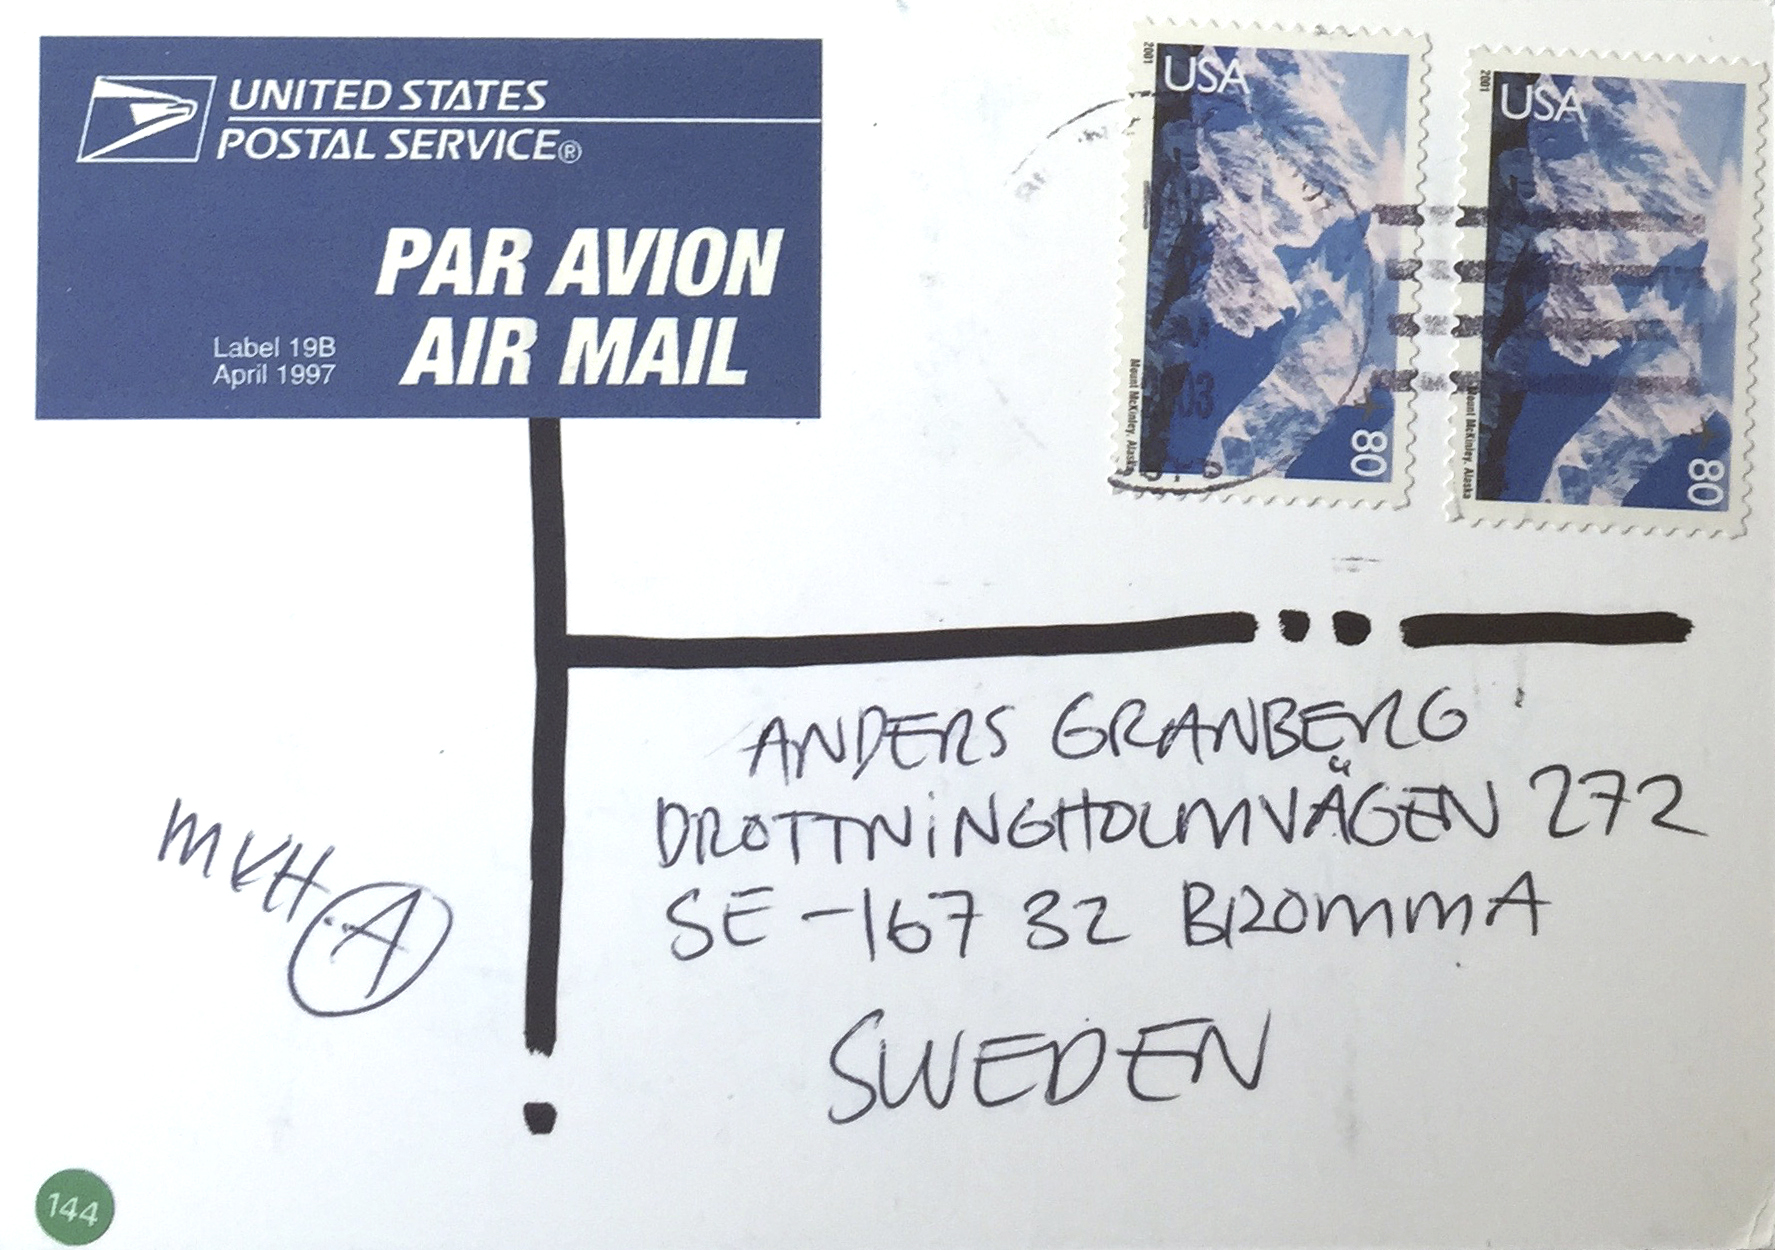 UNITED STATES
POSTAL SERVICE®
PAR AVION
AIR MAIL
Label 19B
April 1997
2001
USA
Mount McKinley, Alaska
80
2001
USA
Mount McKinley, Alaska
80
2003
ANDERS GRANBERG
DROTTNINGHOLMVÄGEN 272
SE-167 32 BROMMA
SWEDEN
MVH A
144